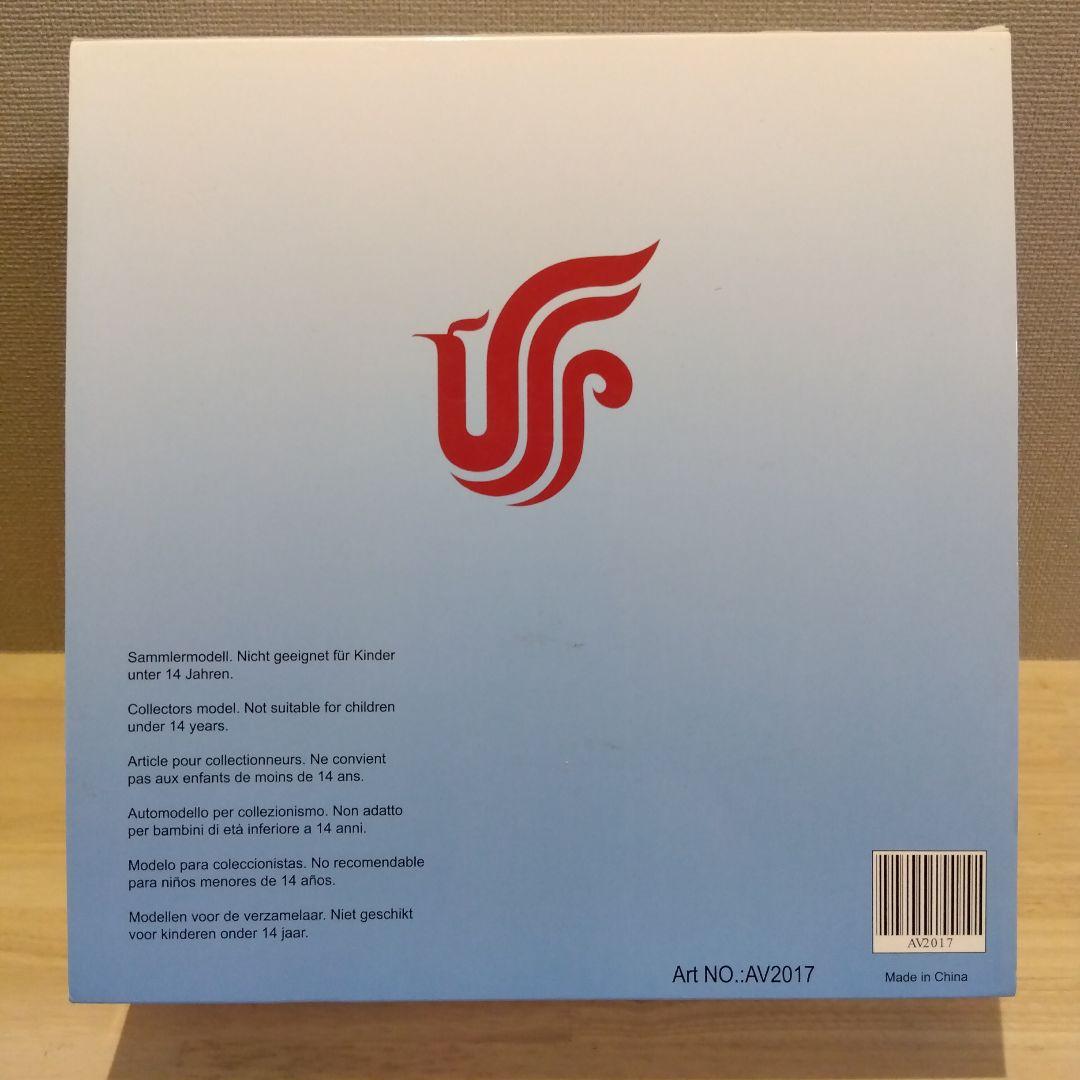 Sammlermodell. Nicht geeignet für Kinder
unter 14 Jahren.
Collectors model. Not suitable for children
under 14 years.
Article pour collectionneurs. Ne convient
pas aux enfants de moins de 14 ans.
Automodello per collezionismo. Non adatto
per bambini di età inferiore a 14 anni.
Modelo para coleccionistas. No recomendable
para niños menores de 14 años.
Modellen voor de verzamelaar. Niet geschikt
voor kinderen onder 14 jaar.
AV2017
Art NO.:AV2017
Made in China